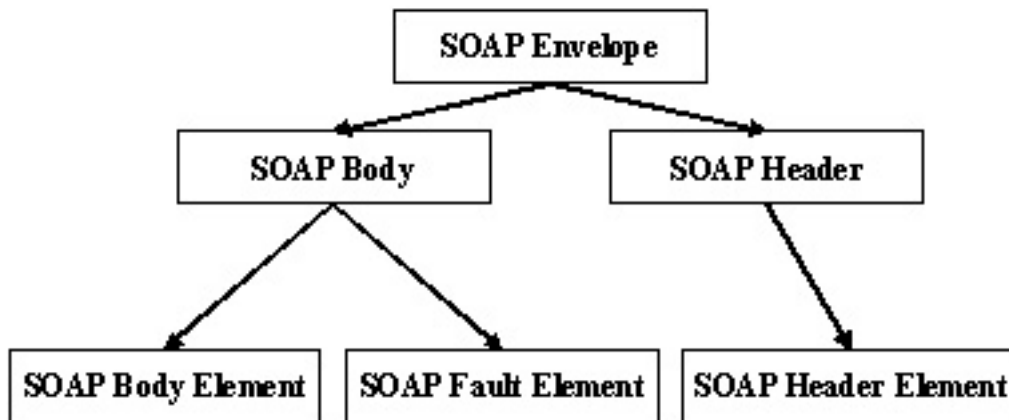 SOAP Envelope
SOAP Body
SOAP Header
SOAP Body Element
SOAP Fault Element
SOAP Header Element